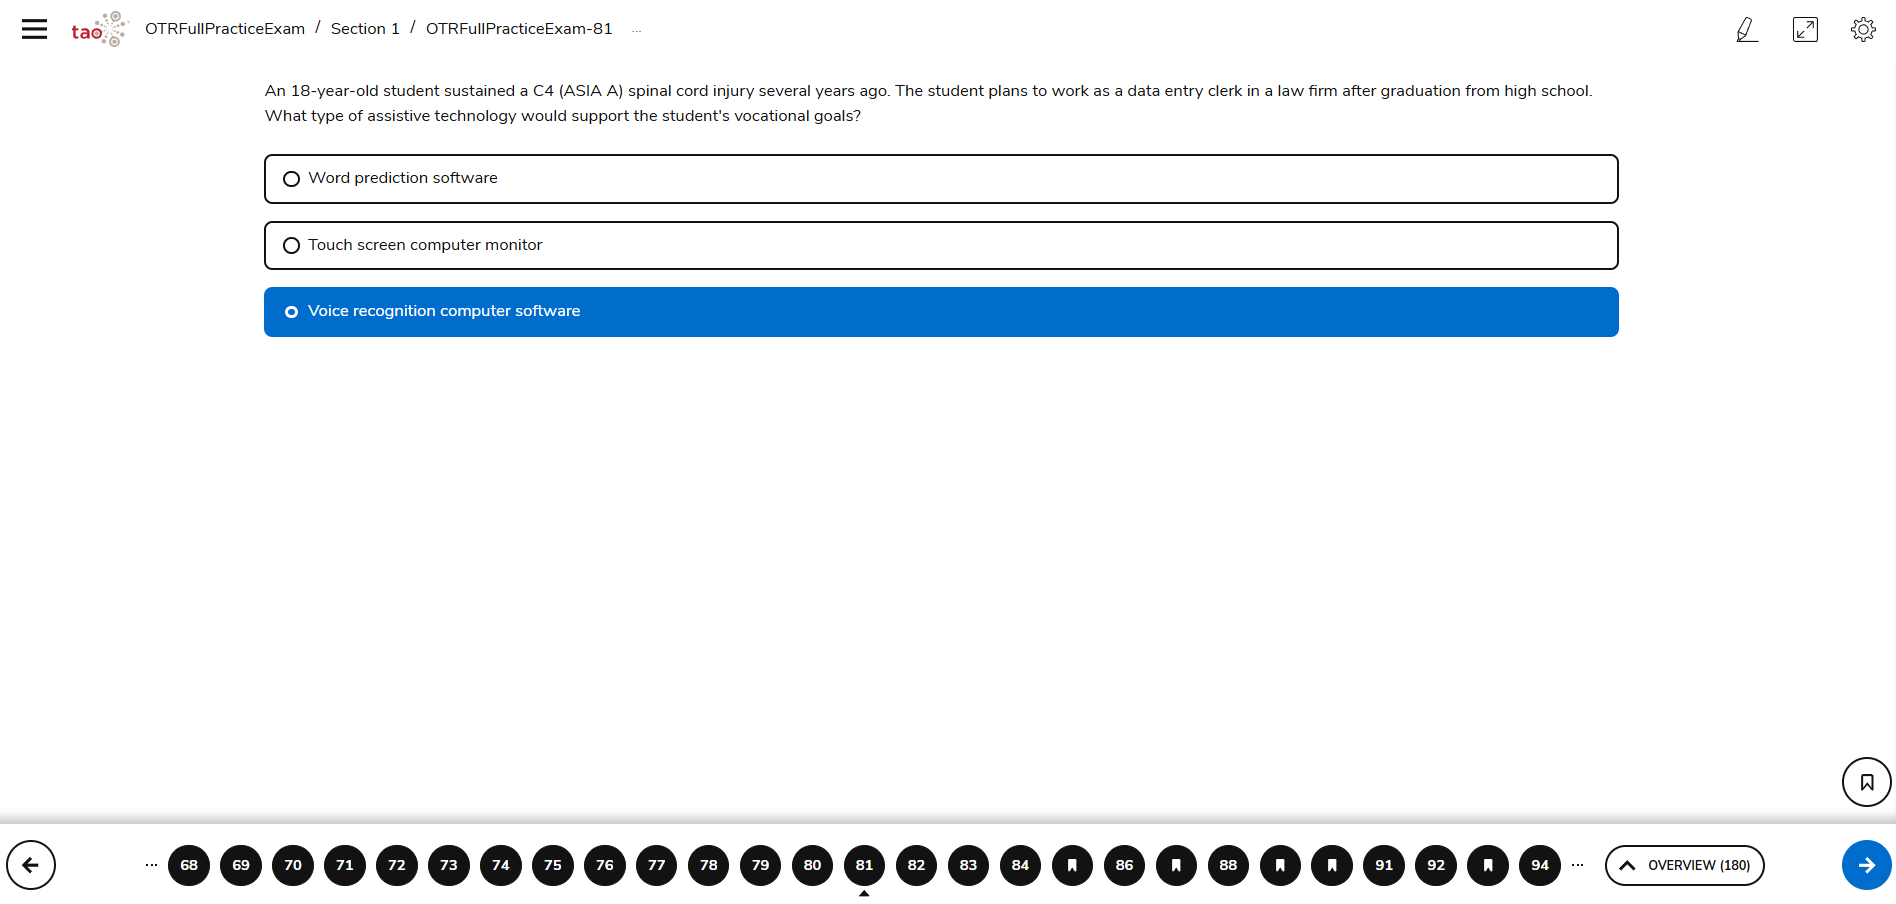 tao
OTRFullPracticeExam / Section 1 / OTRFullPracticeExam-81 ...
An 18-year-old student sustained a C4 (ASIA A) spinal cord injury several years ago. The student plans to work as a data entry clerk in a law firm after graduation from high school.
What type of assistive technology would support the student's vocational goals?
Word prediction software
Touch screen computer monitor
Voice recognition computer software
... 68 69 70 71 72 73 74 75 76 77 78 79 80 81 82 83 84 86 88 91 92 94 ... OVERVIEW (180)